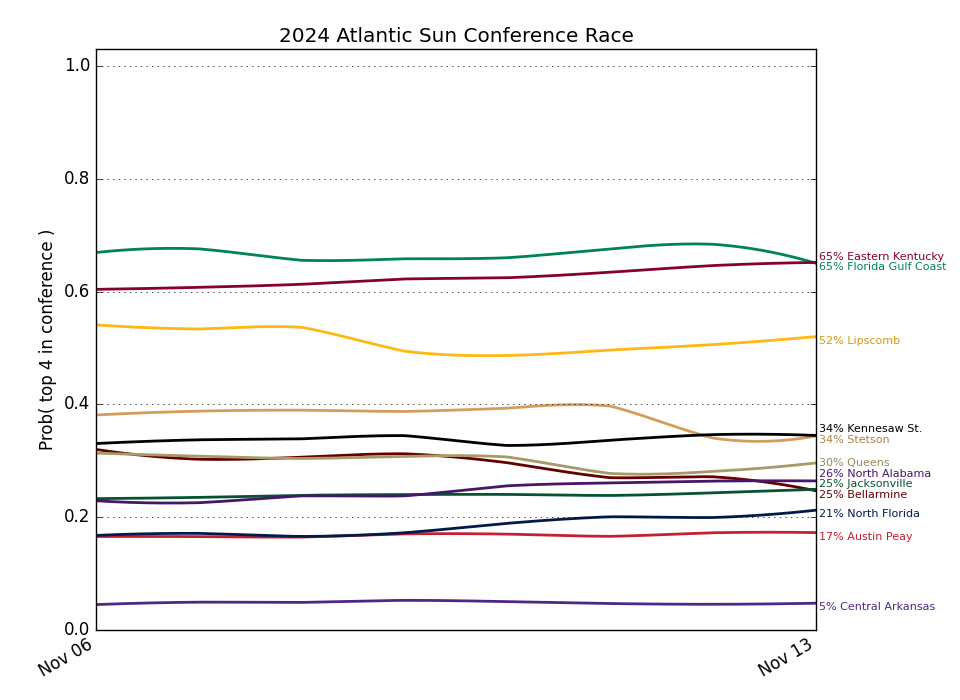 2024 Atlantic Sun Conference Race
Prob( top 4 in conference )
1.0
0.8
0.6
0.4
0.2
0.0
Nov 06
Nov 13
65% Eastern Kentucky
65% Florida Gulf Coast
52% Lipscomb
34% Kennesaw St.
34% Stetson
30% Queens
26% North Alabama
25% Jacksonville
25% Bellarmine
21% North Florida
17% Austin Peay
5% Central Arkansas